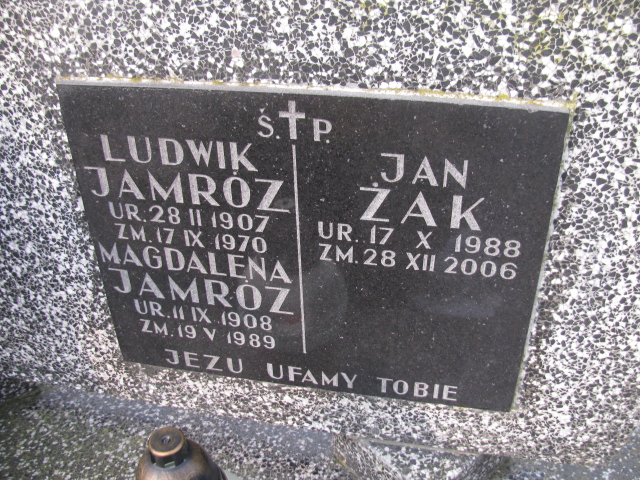 Ś.†P.
LUDWIK
JAMRÓZ
UR. 28 II 1907
ZM. 17 IX 1970
MAGDALENA
JAMRÓZ
UR. 11 IX 1908
ZM. 19 V 1989
JAN
ŻAK
UR. 17 X 1988
ZM. 28 XII 2006
JEZU UFAMY TOBIE